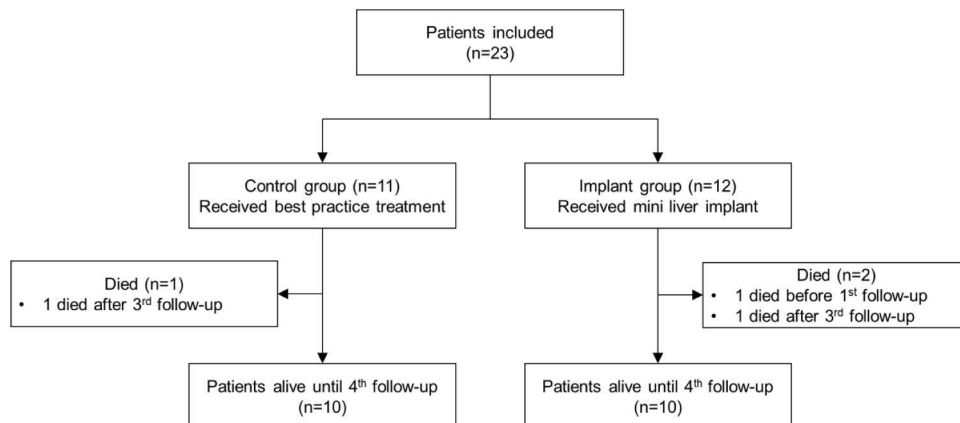 Patients included
(n=23)
Control group (n=11)
Received best practice treatment
Implant group (n=12)
Received mini liver implant
Died (n=1)
• 1 died after 3rd follow-up
Died (n=2)
• 1 died before 1st follow-up
• 1 died after 3rd follow-up
Patients alive until 4th follow-up
(n=10)
Patients alive until 4th follow-up
(n=10)